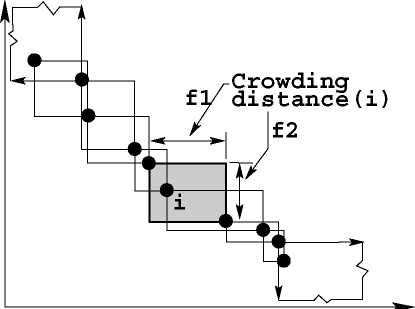 Crowding
f1 distance(i)
f2
i